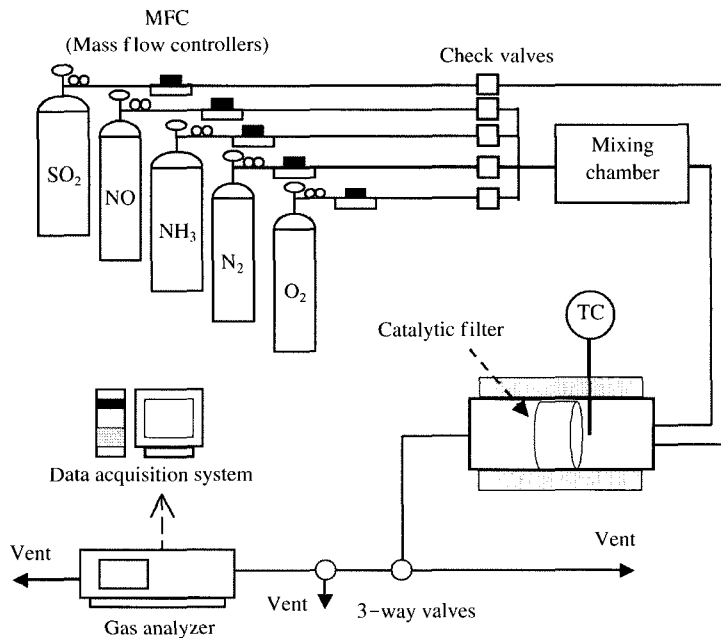 MFC
(Mass flow controllers)
Check valves
SO₂
NO
NH₃
N₂
O₂
Mixing
chamber
TC
Catalytic filter
Data acquisition system
Vent
Gas analyzer
Vent
3-way valves
Vent